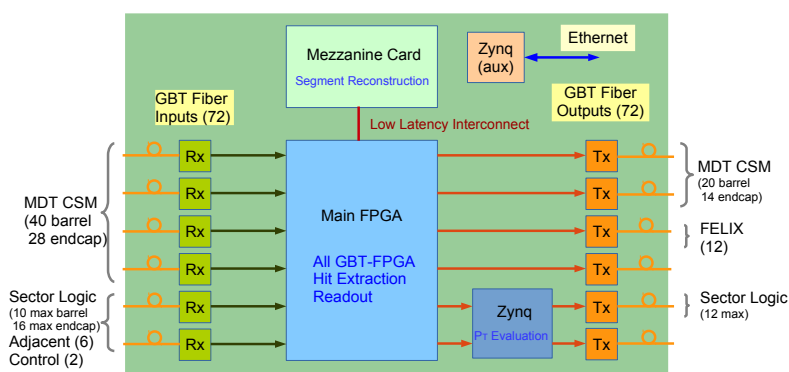 Mezzanine Card
Segment Reconstruction
Zynq
(aux)
Ethernet
GBT Fiber
Inputs (72)
GBT Fiber
Outputs (72)
Low Latency Interconnect
MDT CSM
(40 barrel
28 endcap)
Sector Logic
(10 max barrel
16 max endcap)
Adjacent (6)
Control (2)
Rx
Rx
Rx
Rx
Rx
Rx
Main FPGA
All GBT-FPGA
Hit Extraction
Readout
Zynq
PT Evaluation
Tx
Tx
Tx
Tx
Tx
Tx
MDT CSM
(20 barrel
14 endcap)
FELIX
(12)
Sector Logic
(12 max)